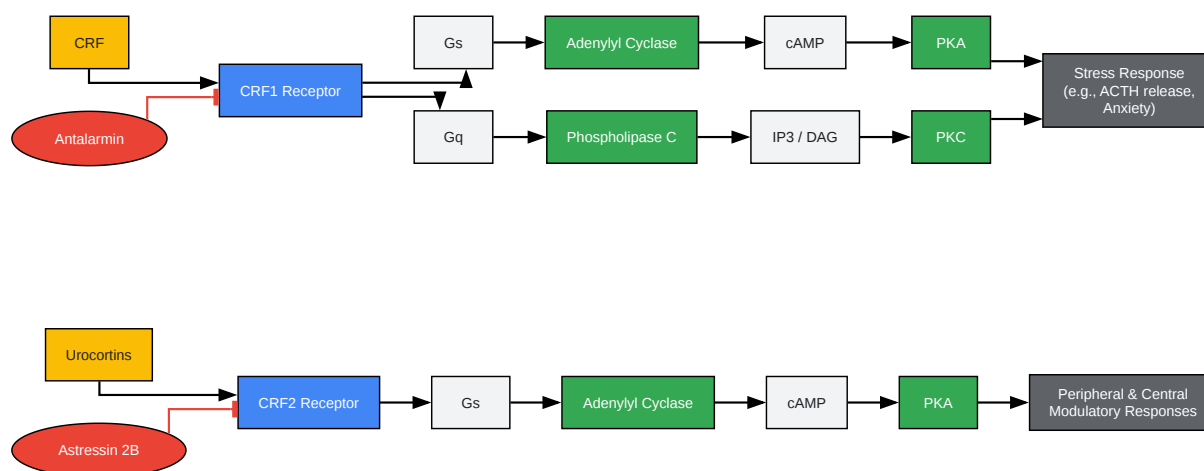 CRF
Gs
Adenylyl Cyclase
cAMP
PKA
CRF1 Receptor
Stress Response
(e.g., ACTH release,
Anxiety)
Antalarmin
Gq
Phospholipase C
IP3 / DAG
PKC
Urocortins
CRF2 Receptor
Gs
Adenylyl Cyclase
cAMP
PKA
Peripheral & Central
Modulatory Responses
Astressin 2B